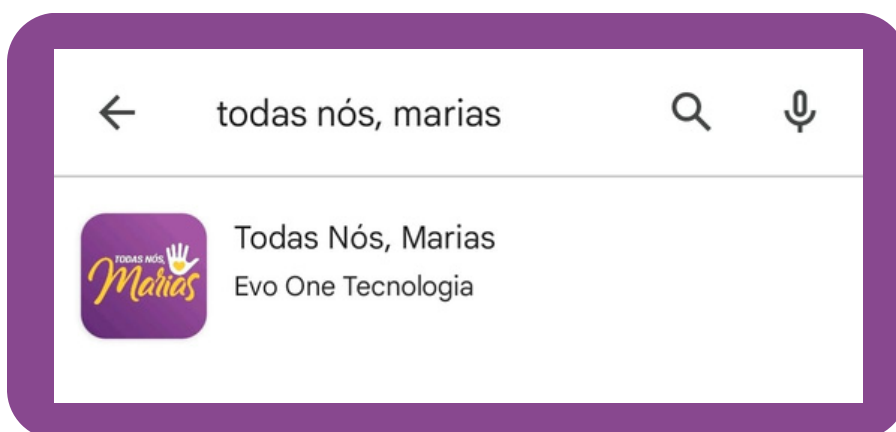 todas nós, marias
Todas Nós, Marias
Evo One Tecnologia
TODAS NÓS,
Marias